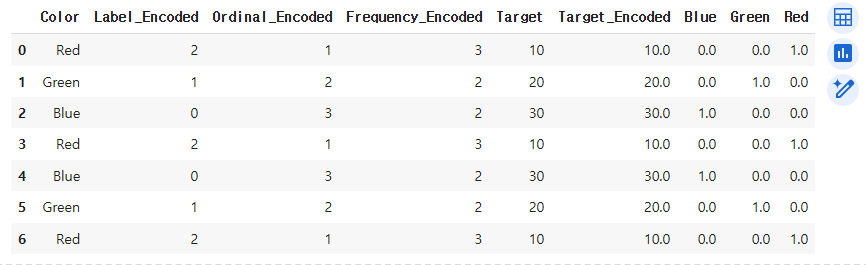 Color Label_Encoded Ordinal_Encoded Frequency_Encoded Target Target_Encoded Blue Green Red
0 Red 2 1 3 10 10.0 0.0 0.0 1.0
1 Green 1 2 2 20 20.0 0.0 1.0 0.0
2 Blue 0 3 2 30 30.0 1.0 0.0 0.0
3 Red 2 1 3 10 10.0 0.0 0.0 1.0
4 Blue 0 3 2 30 30.0 1.0 0.0 0.0
5 Green 1 2 2 20 20.0 0.0 1.0 0.0
6 Red 2 1 3 10 10.0 0.0 0.0 1.0